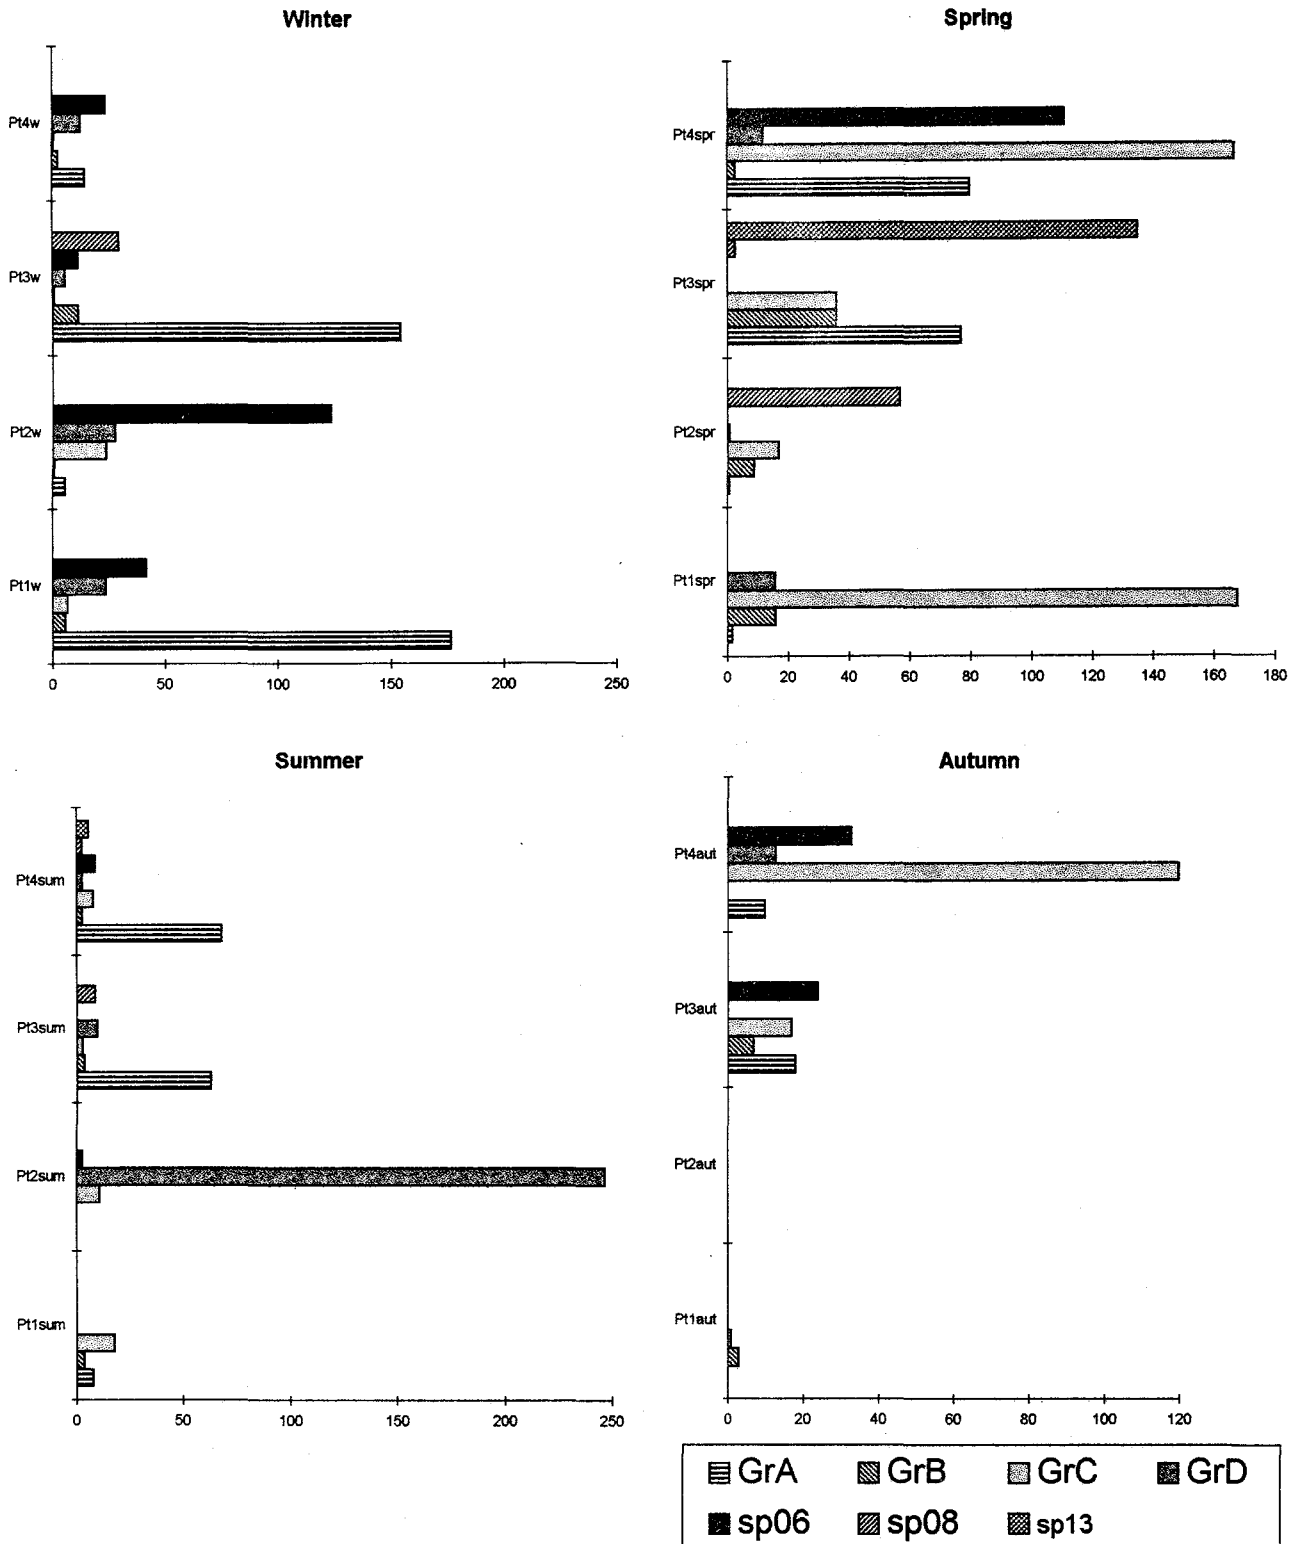 Winter
Pt4w
Pt3w
Pt2w
Pt1w
0 50 100 150 200 250
Spring
Pt4spr
Pt3spr
Pt2spr
Pt1spr
0 20 40 60 80 100 120 140 160 180
Summer
Pt4sum
Pt3sum
Pt2sum
Pt1sum
0 50 100 150 200 250
Autumn
Pt4aut
Pt3aut
Pt2aut
Pt1aut
0 20 40 60 80 100 120
GrA GrB GrC GrD
sp06 sp08 sp13